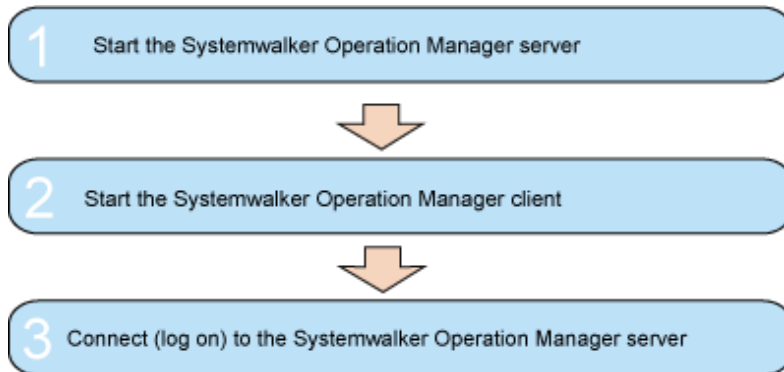 1 Start the Systemwalker Operation Manager server
2 Start the Systemwalker Operation Manager client
3 Connect (log on) to the Systemwalker Operation Manager server